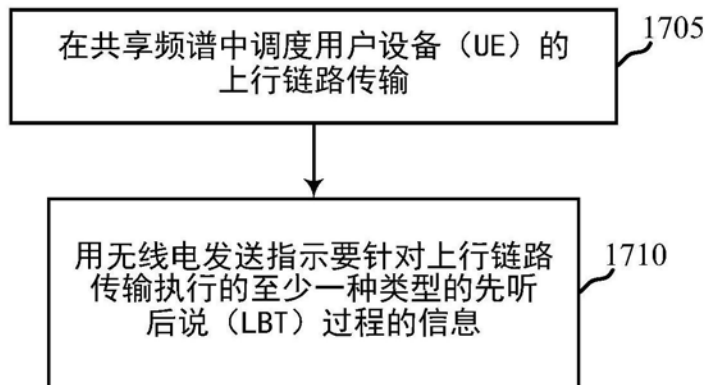 在共享频谱中调度用户设备（UE）的
上行链路传输
1705
用无线电发送指示要针对上行链路
传输执行的至少一种类型的先听
后说（LBT）过程的信息
1710